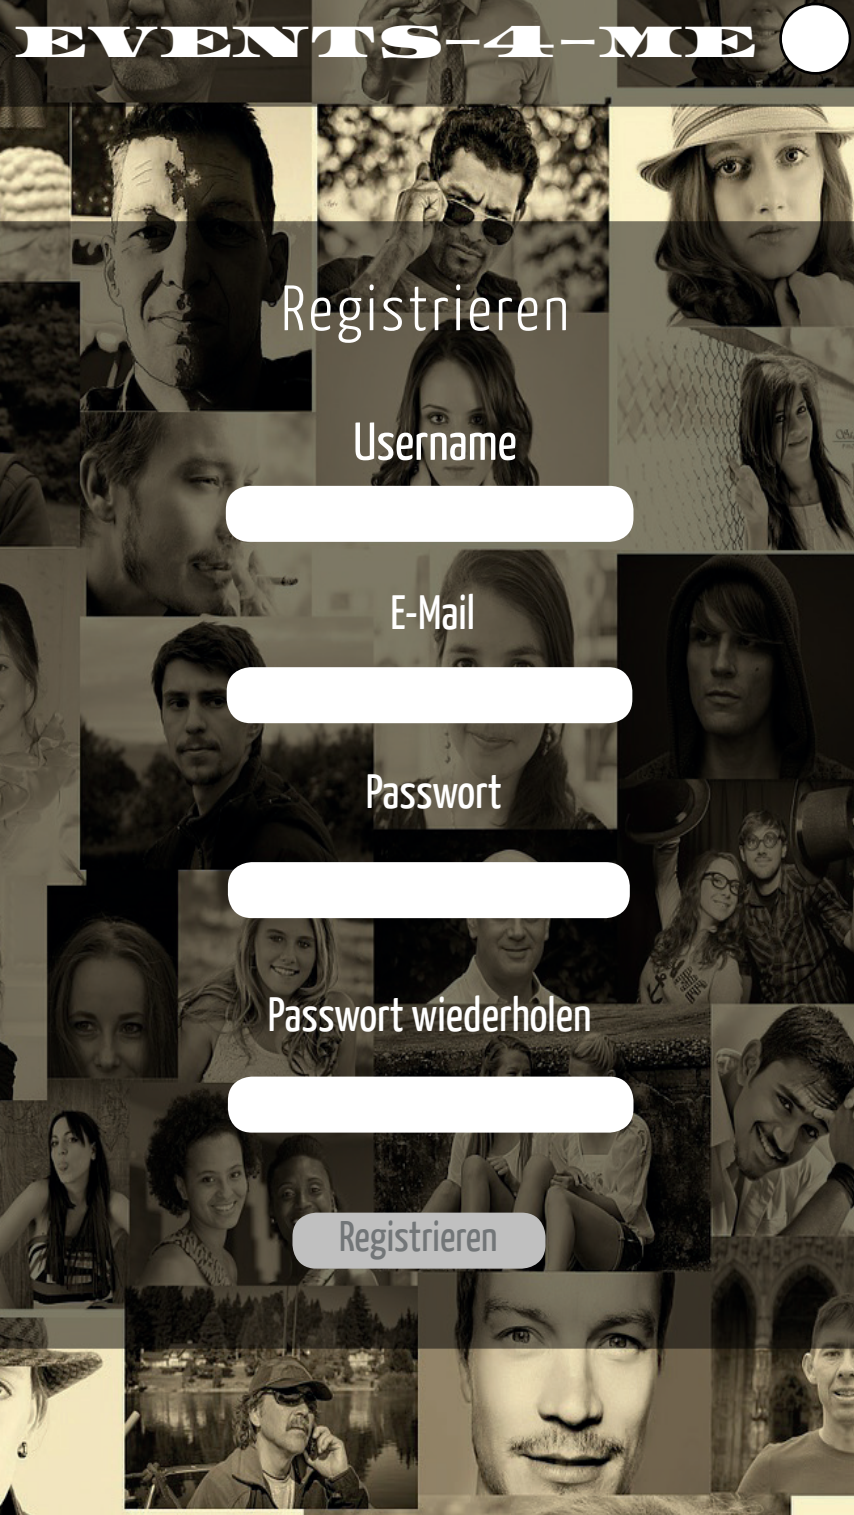 EVENTS-4-ME
Registrieren
Username
E-Mail
Passwort
Passwort wiederholen
Registrieren